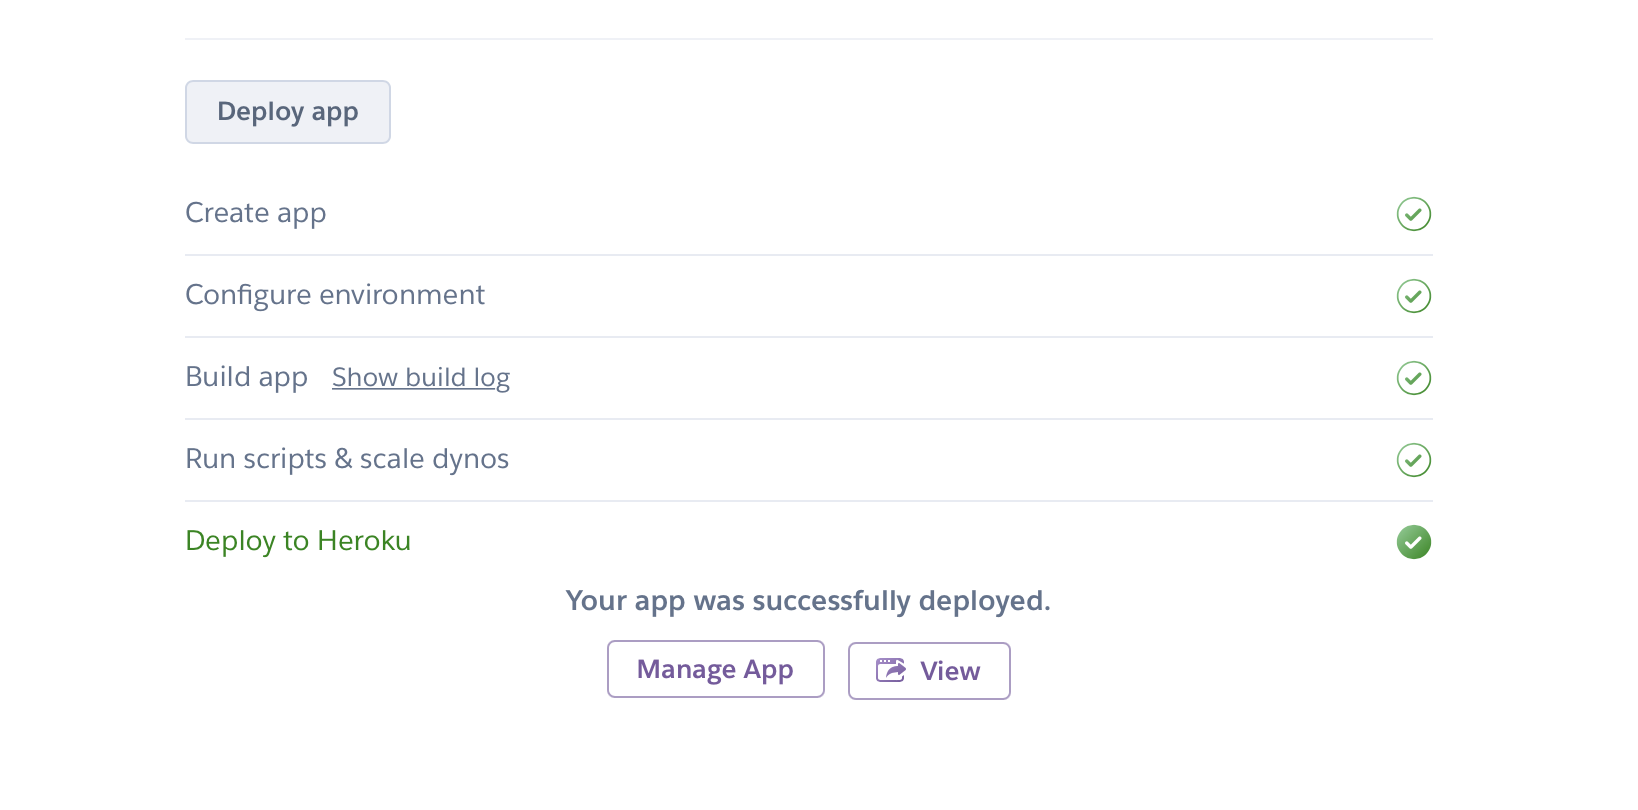 Deploy app
Create app
Configure environment
Build app Show build log
Run scripts & scale dynos
Deploy to Heroku
Your app was successfully deployed.
Manage App View